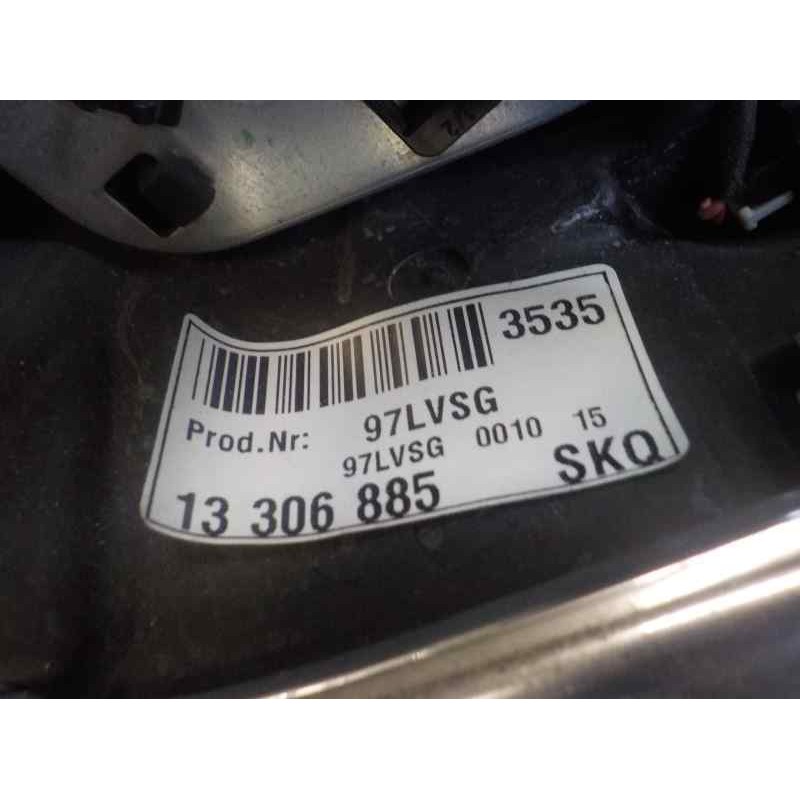 3535
Prod.Nr: 97LVSG
97LVSG 0010 15
13 306 885 SKQ